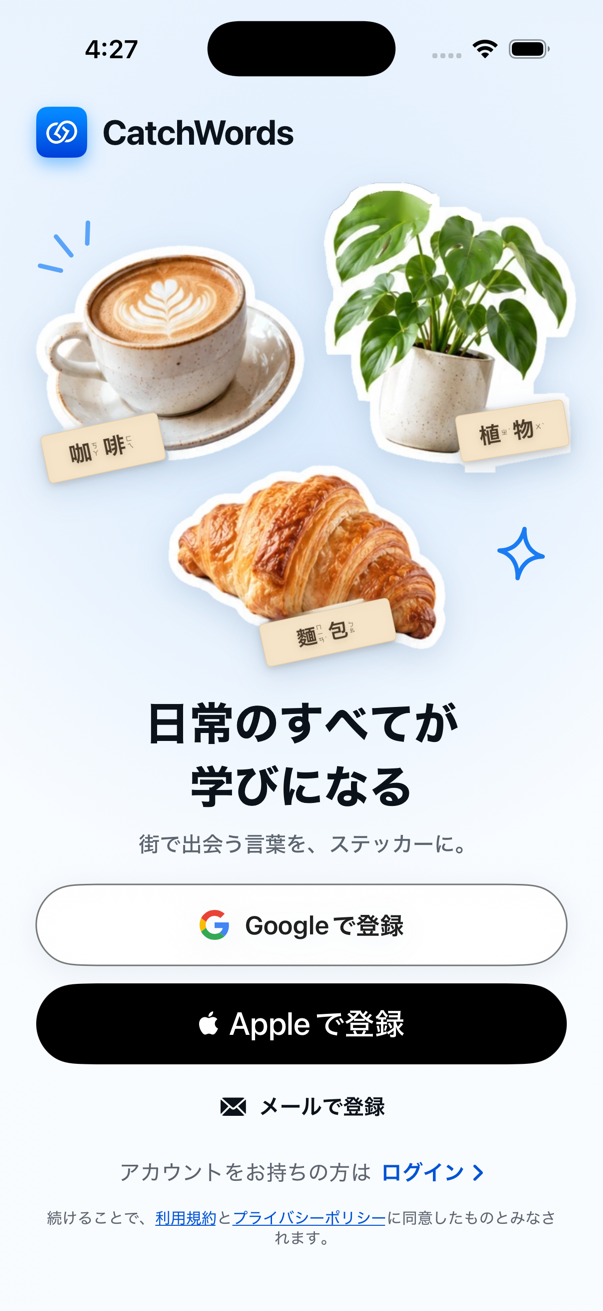 4:27
CatchWords
咖啡
植物
麵包
日常のすべてが
学びになる
街で出会う言葉を、ステッカーに。
Googleで登録
Appleで登録
メールで登録
アカウントをお持ちの方は ログイン
続けることで、利用規約とプライバシーポリシーに同意したものとみなさ
れます。